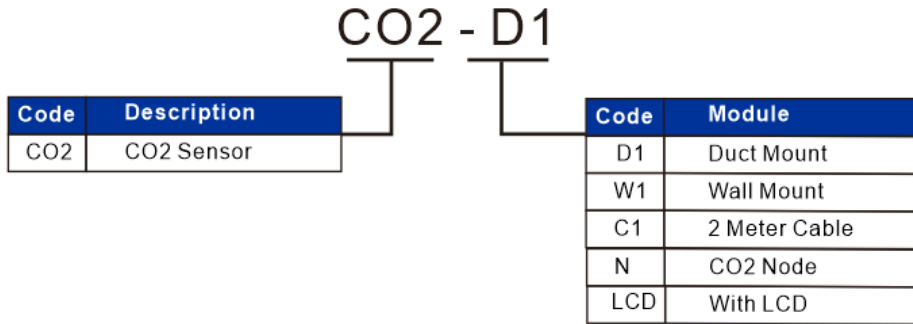 CO2 - D1
Code Description
CO2 CO2 Sensor
Code Module
D1 Duct Mount
W1 Wall Mount
C1 2 Meter Cable
N CO2 Node
LCD With LCD